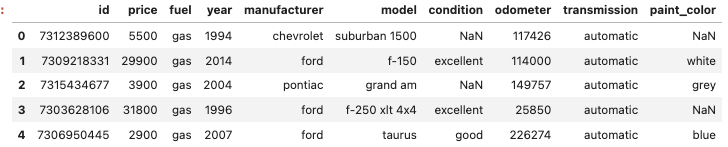 : id price fuel year manufacturer model condition odometer transmission paint_color
0 7312389600 5500 gas 1994 chevrolet suburban 1500 NaN 117426 automatic NaN
1 7309218331 29900 gas 2014 ford f-150 excellent 114000 automatic white
2 7315434677 3900 gas 2004 pontiac grand am NaN 149757 automatic grey
3 7303628106 31800 gas 1996 ford f-250 xlt 4x4 excellent 25850 automatic NaN
4 7306950445 2900 gas 2007 ford taurus good 226274 automatic blue